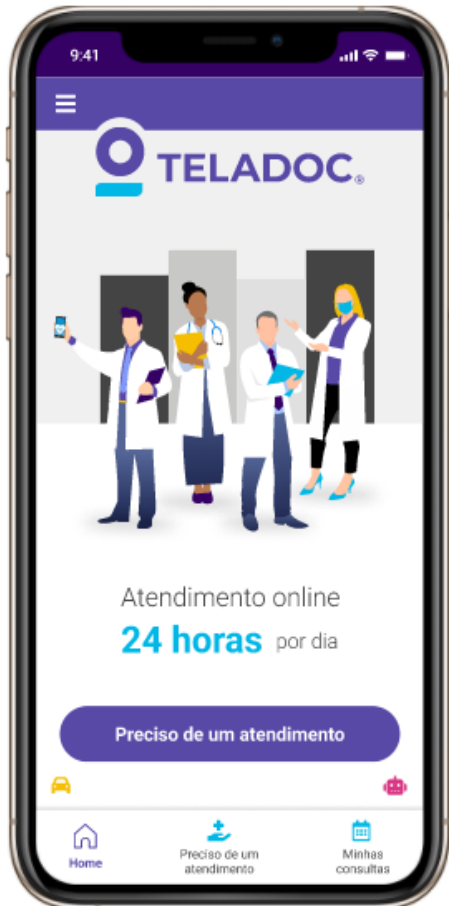 9:41
TELADOC®
Atendimento online
24 horas por dia
Preciso de um atendimento
Home
Preciso de um
atendimento
Minhas
consultas